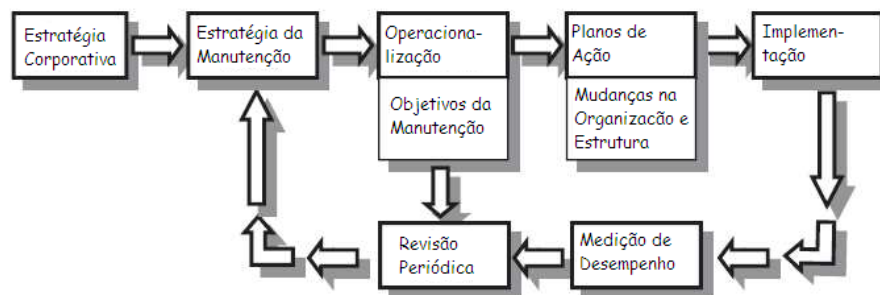 Estratégia
Corporativa
Estratégia da
Manutenção
Operaciona-
lização
Objetivos da
Manutenção
Planos de
Ação
Mudanças na
Organizacão e
Estrutura
Implemen-
tação
Revisão
Periódica
Medição de
Desempenho